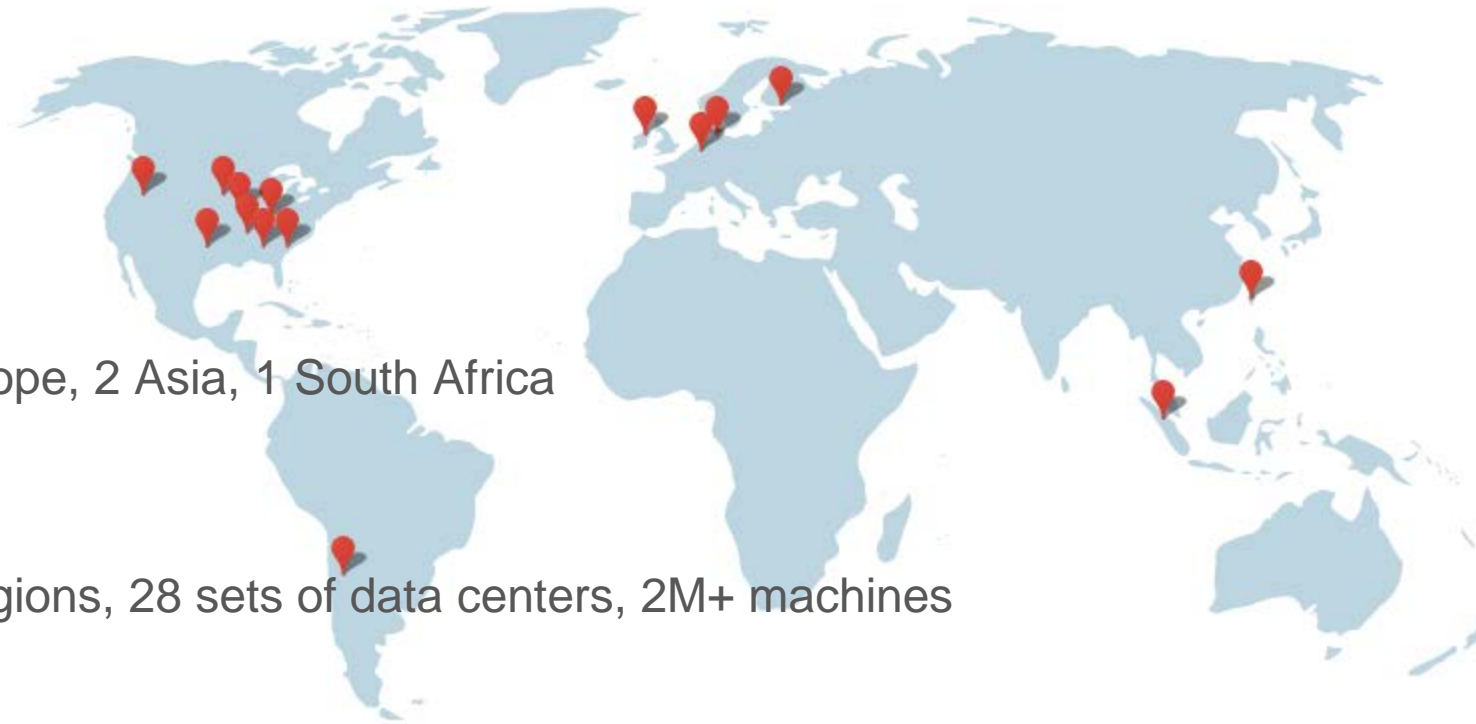 ope, 2 Asia, 1 South Africa
gions, 28 sets of data centers, 2M+ machines